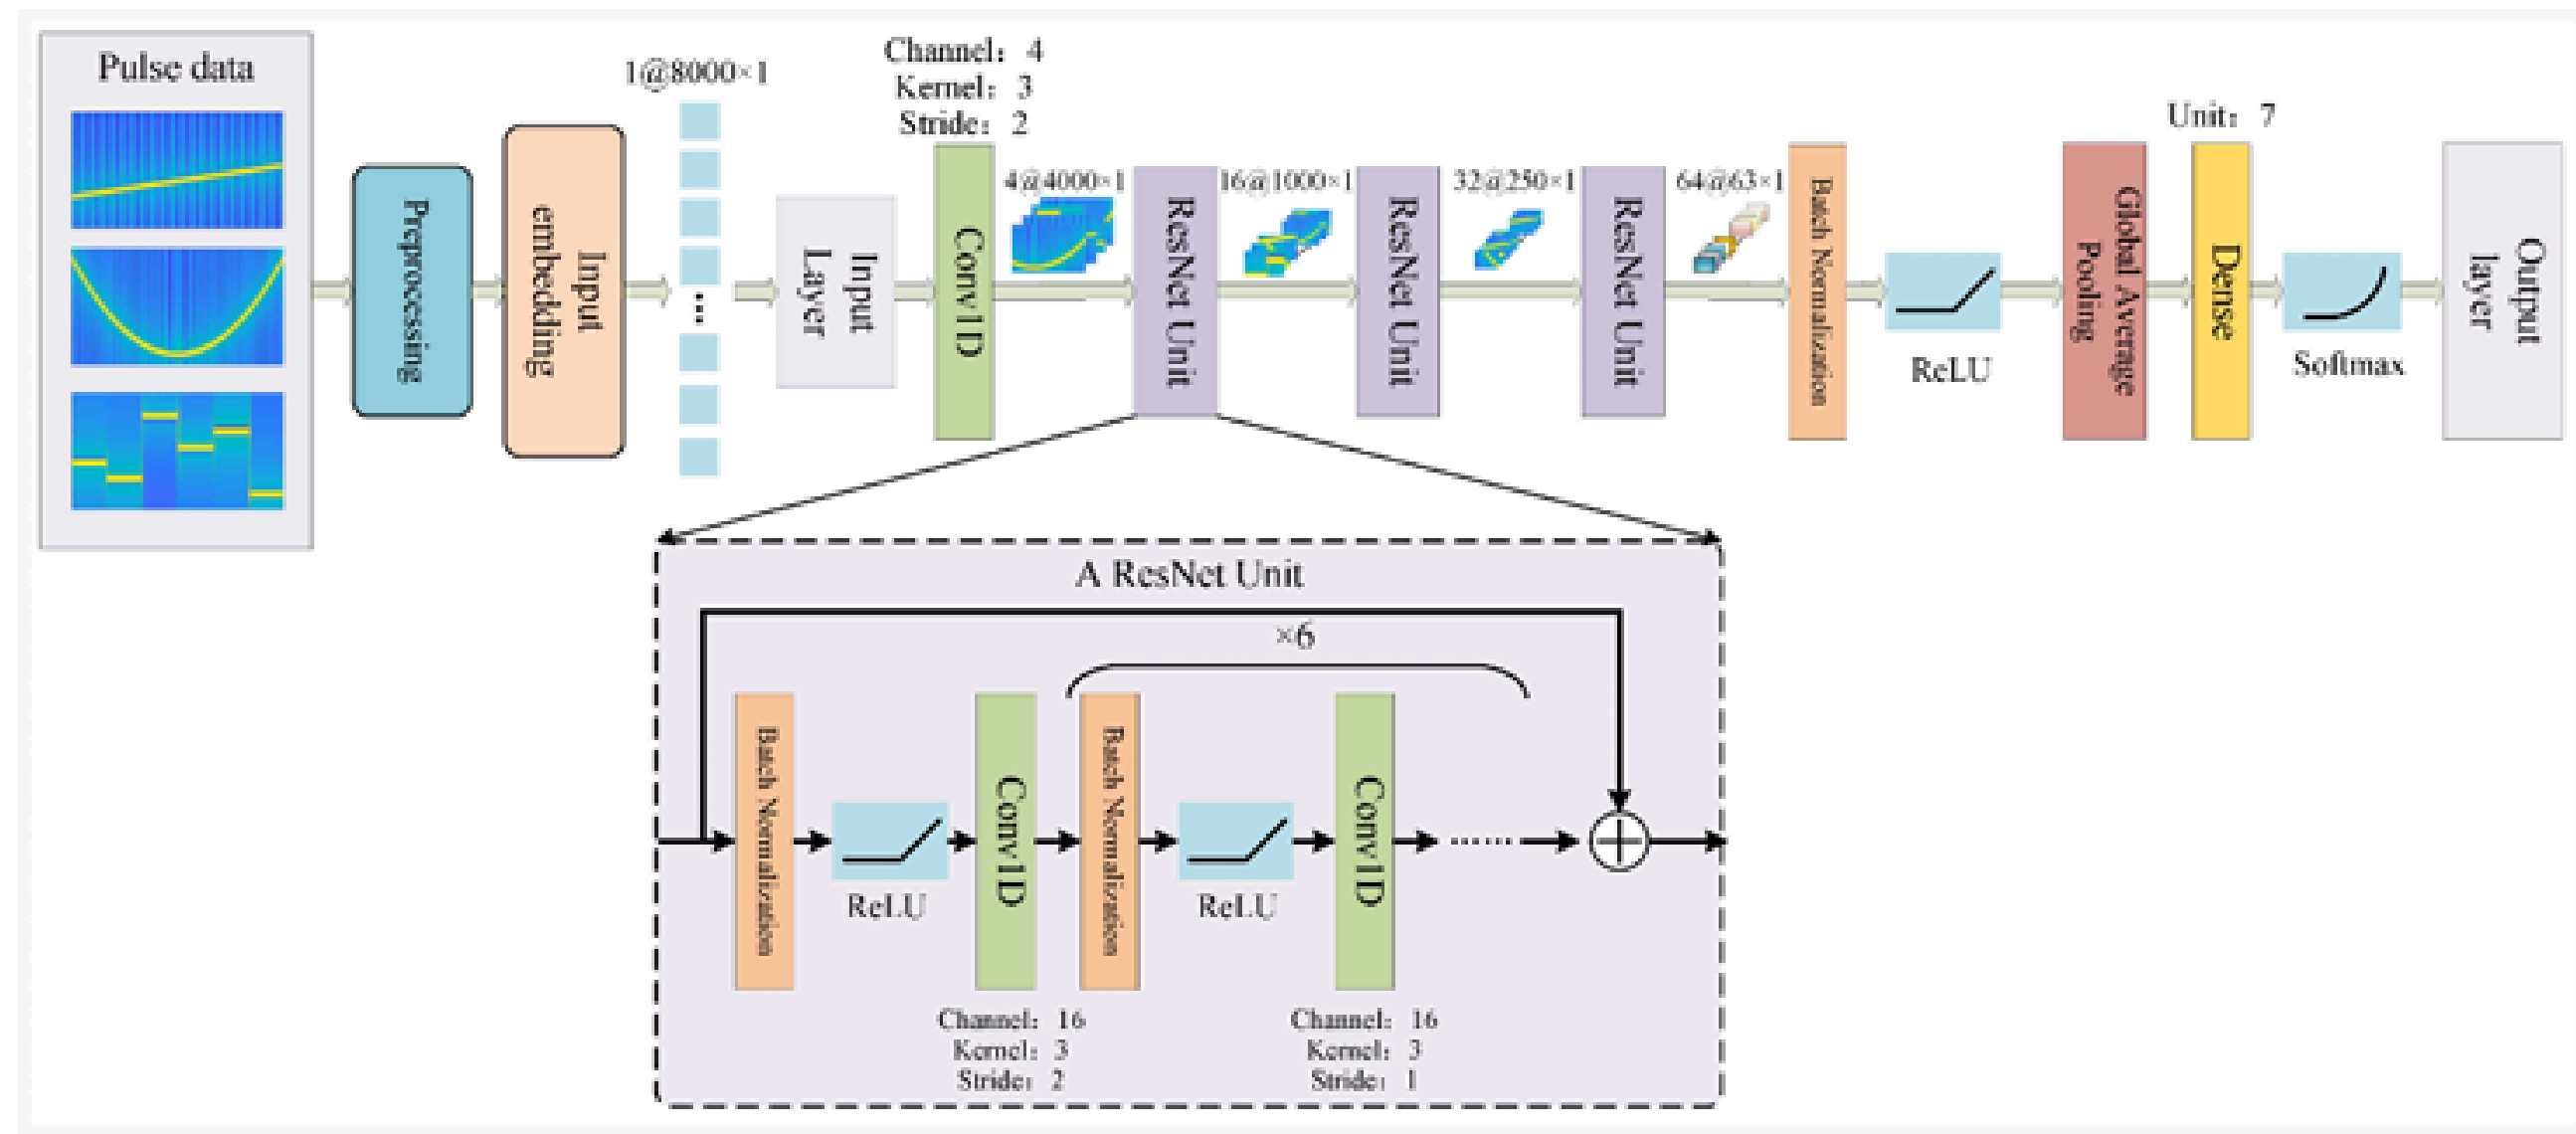 Pulse data
Preprocessing
Input
embedding
1@8000×1
Input
Layer
Channel: 4
Kernel: 3
Stride: 2
Conv1D
4@4000×1
ResNet Unit
16@1000×1
ResNet Unit
32@250×1
ResNet Unit
64@63×1
Batch Normalization
ReLU
Global Average
Pooling
Unit: 7
Dense
Softmax
Output
layer
A ResNet Unit
×6
Batch Normalization
ReLU
Conv1D
Channel: 16
Kernel: 3
Stride: 2
Batch Normalization
ReLU
Conv1D
Channel: 16
Kernel: 3
Stride: 1